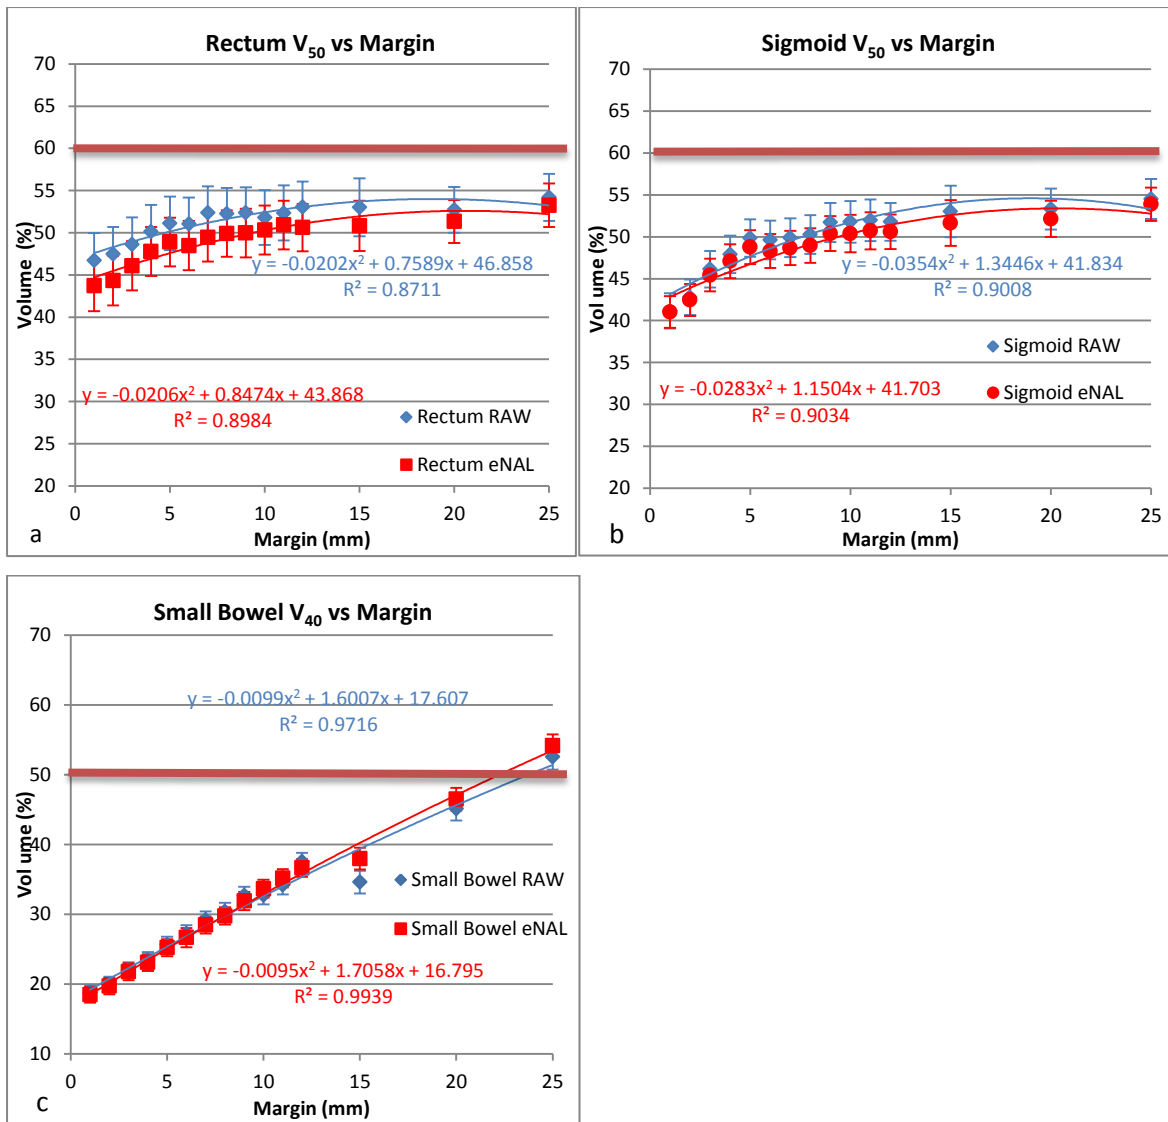 Rectum V₅₀ vs Margin
70
65
60
55
50
45
40
35
30
25
20
Volume (%)
y = -0.0202x² + 0.7589x + 46.858
R² = 0.8711
y = -0.0206x² + 0.8474x + 43.868
R² = 0.8984
Rectum RAW
Rectum eNAL
0 5 10 15 20 25
Margin (mm)
a
Sigmoid V₅₀ vs Margin
70
65
60
55
50
45
40
35
30
25
20
Vol ume (%)
y = -0.0354x² + 1.3446x + 41.834
R² = 0.9008
Sigmoid RAW
y = -0.0283x² + 1.1504x + 41.703
R² = 0.9034
Sigmoid eNAL
0 5 10 15 20 25
Margin (mm)
b
Small Bowel V₄₀ vs Margin
70
60
50
40
30
20
10
Vol ume (%)
y = -0.0099x² + 1.6007x + 17.607
R² = 0.9716
Small Bowel RAW
Small Bowel eNAL
y = -0.0095x² + 1.7058x + 16.795
R² = 0.9939
0 5 10 15 20 25
Margin (mm)
c